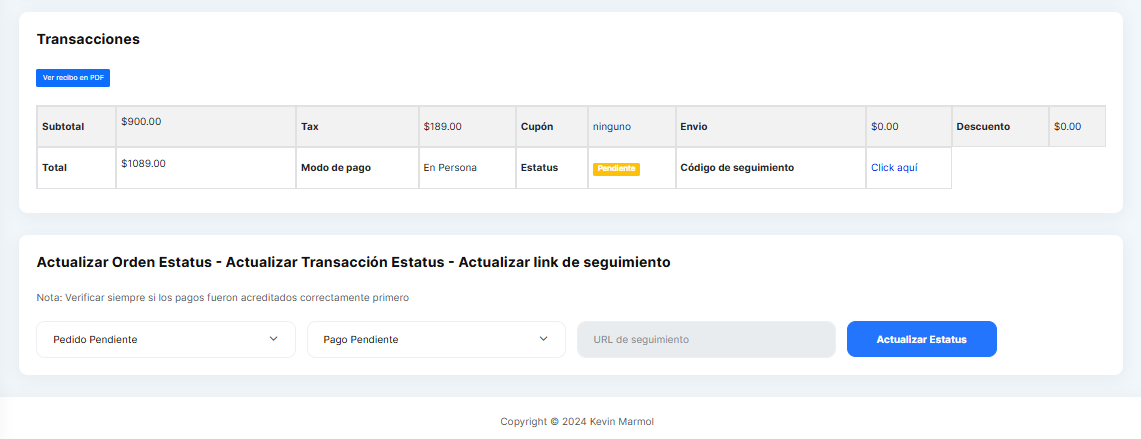 Transacciones
Ver recibo en PDF
Subtotal $900.00 Tax $189.00 Cupón ninguno Envio $0.00 Descuento $0.00
Total $1089.00 Modo de pago En Persona Estatus Pendiente Código de seguimiento Click aquí
Actualizar Orden Estatus - Actualizar Transacción Estatus - Actualizar link de seguimiento
Nota: Verificar siempre si los pagos fueron acreditados correctamente primero
Pedido Pendiente Pago Pendiente URL de seguimiento Actualizar Estatus
Copyright © 2024 Kevin Marmol